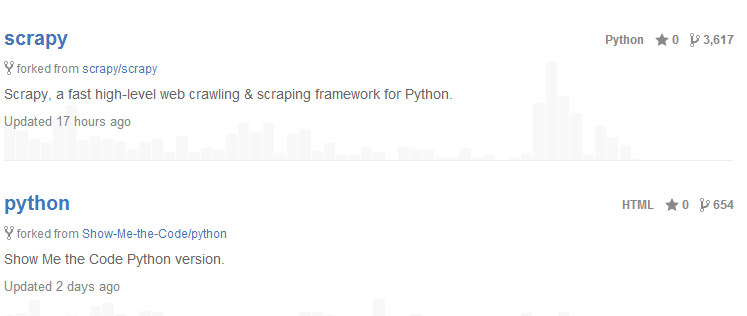 scrapy
Python 0 3,617
forked from scrapy/scrapy
Scrapy, a fast high-level web crawling & scraping framework for Python.
Updated 17 hours ago
python
HTML 0 654
forked from Show-Me-the-Code/python
Show Me the Code Python version.
Updated 2 days ago